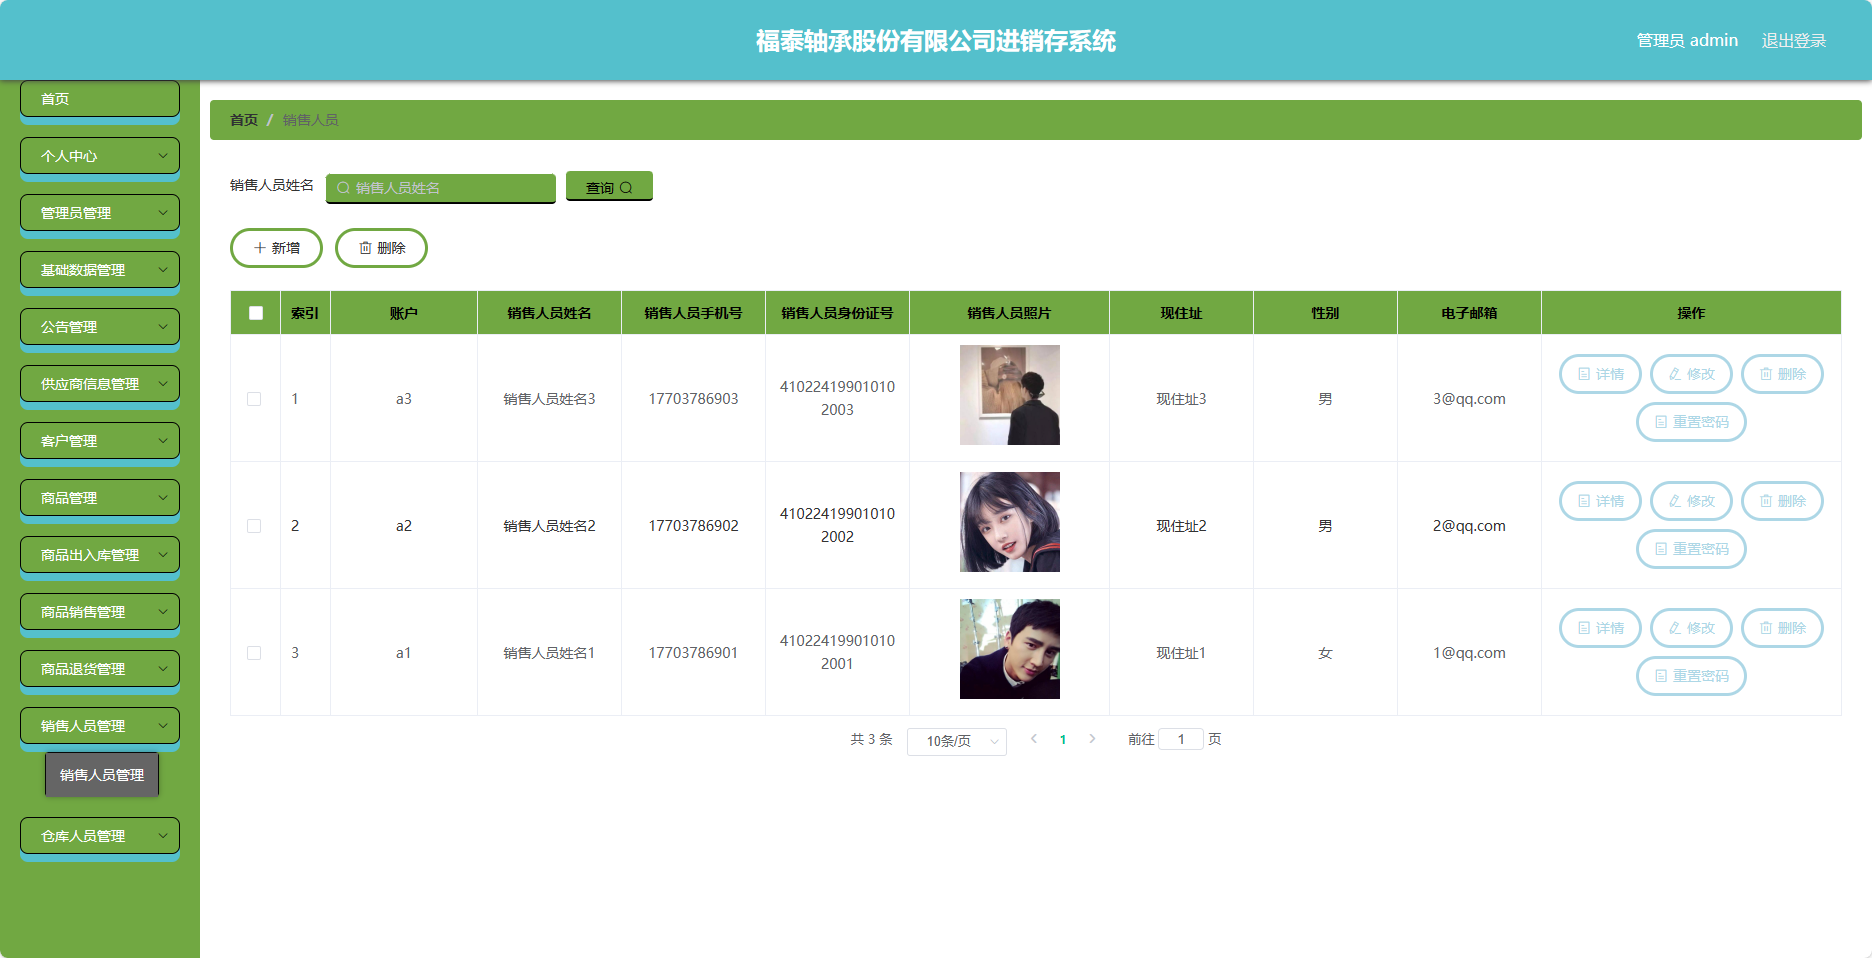 福泰轴承股份有限公司进销存系统
管理员 admin 退出登录
首页
个人中心
管理员管理
基础数据管理
公告管理
供应商信息管理
客户管理
商品管理
商品出入库管理
商品销售管理
商品退货管理
销售人员管理
销售人员管理
仓库人员管理
首页 / 销售人员
销售人员姓名 销售人员姓名 查询
新增 删除
索引 账户 销售人员姓名 销售人员手机号 销售人员身份证号 销售人员照片 现住址 性别 电子邮箱 操作
1 a3 销售人员姓名3 17703786903 41022419901010 现住址3 男 3@qq.com 详情 修改 删除
2003 重置密码
2 a2 销售人员姓名2 17703786902 41022419901010 现住址2 男 2@qq.com 详情 修改 删除
2002 重置密码
3 a1 销售人员姓名1 17703786901 41022419901010 现住址1 女 1@qq.com 详情 修改 删除
2001 重置密码
共 3 条 10条/页 1 前往 1 页